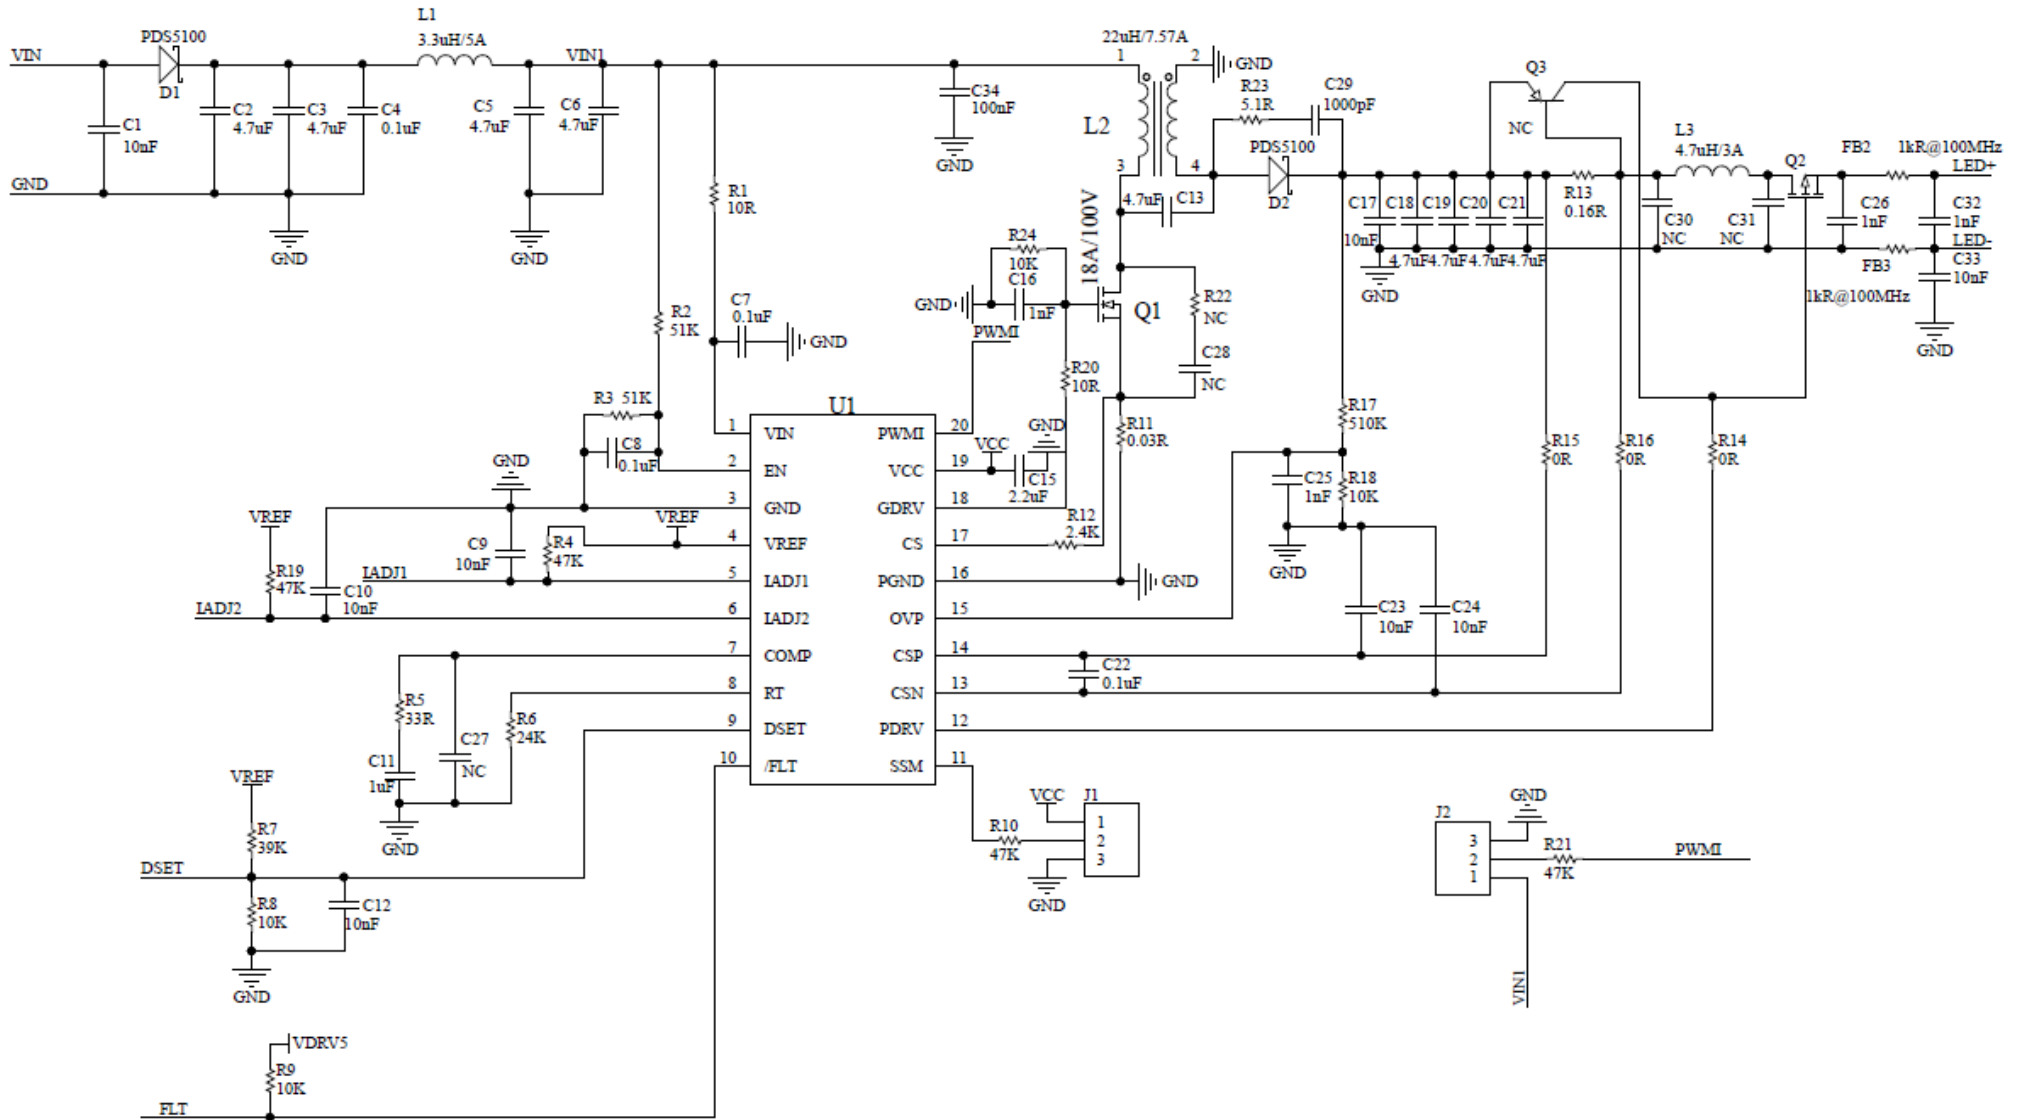 L1
PDS5100
3.3uH/5A
VIN
VIN1
D1
C1
10nF
C2
4.7uF
C3
4.7uF
C4
0.1uF
C5
4.7uF
C6
4.7uF
GND
GND
GND
C34
100nF
GND
22uH/7.57A
1
2
GND
L2
3
4
R23
5.1R
C29
1000pF
PDS5100
D2
4.7uF
C13
Q3
NC
L3
4.7uH/3A
Q2
FB2
1kR@100MHz
LED+
R13
0.16R
C17
10nF
C18
4.7uF
C19
4.7uF
C20
4.7uF
C21
4.7uF
GND
C30
NC
C31
NC
C26
1nF
C32
1nF
LED-
FB3
1kR@100MHz
C33
10nF
GND
R1
10R
R2
51K
C7
0.1uF
GND
R3 51K
C8
0.1uF
R24
10K
C16
1nF
GND
PWMI
18A/100V
Q1
R22
NC
C28
NC
R20
10R
R11
0.03R
GND
VCC
C15
2.2uF
R12
2.4K
GND
R17
510K
C25
1nF
R18
10K
GND
C23
10nF
C24
10nF
R15
0R
R16
0R
R14
0R
U1
1 VIN PWMI 20
2 EN VCC 19
3 GND GDRV 18
4 VREF CS 17
5 IADJ1 PGND 16
6 IADJ2 OVP 15
7 COMP CSP 14
8 RT CSN 13
9 DSET PDRV 12
10 /FLT SSM 11
GND
VREF
VREF
R19
47K
C9
10nF
R4
47K
IADJ1
C10
10nF
IADJ2
C22
0.1uF
R5
33R
C11
1uF
C27
NC
R6
24K
GND
VREF
R7
39K
DSET
R8
10K
C12
10nF
GND
VCC
J1
1
2
3
R10
47K
GND
J2
GND
3
2
1
R21
47K
PWMI
VIN1
VDRV5
R9
10K
FLT